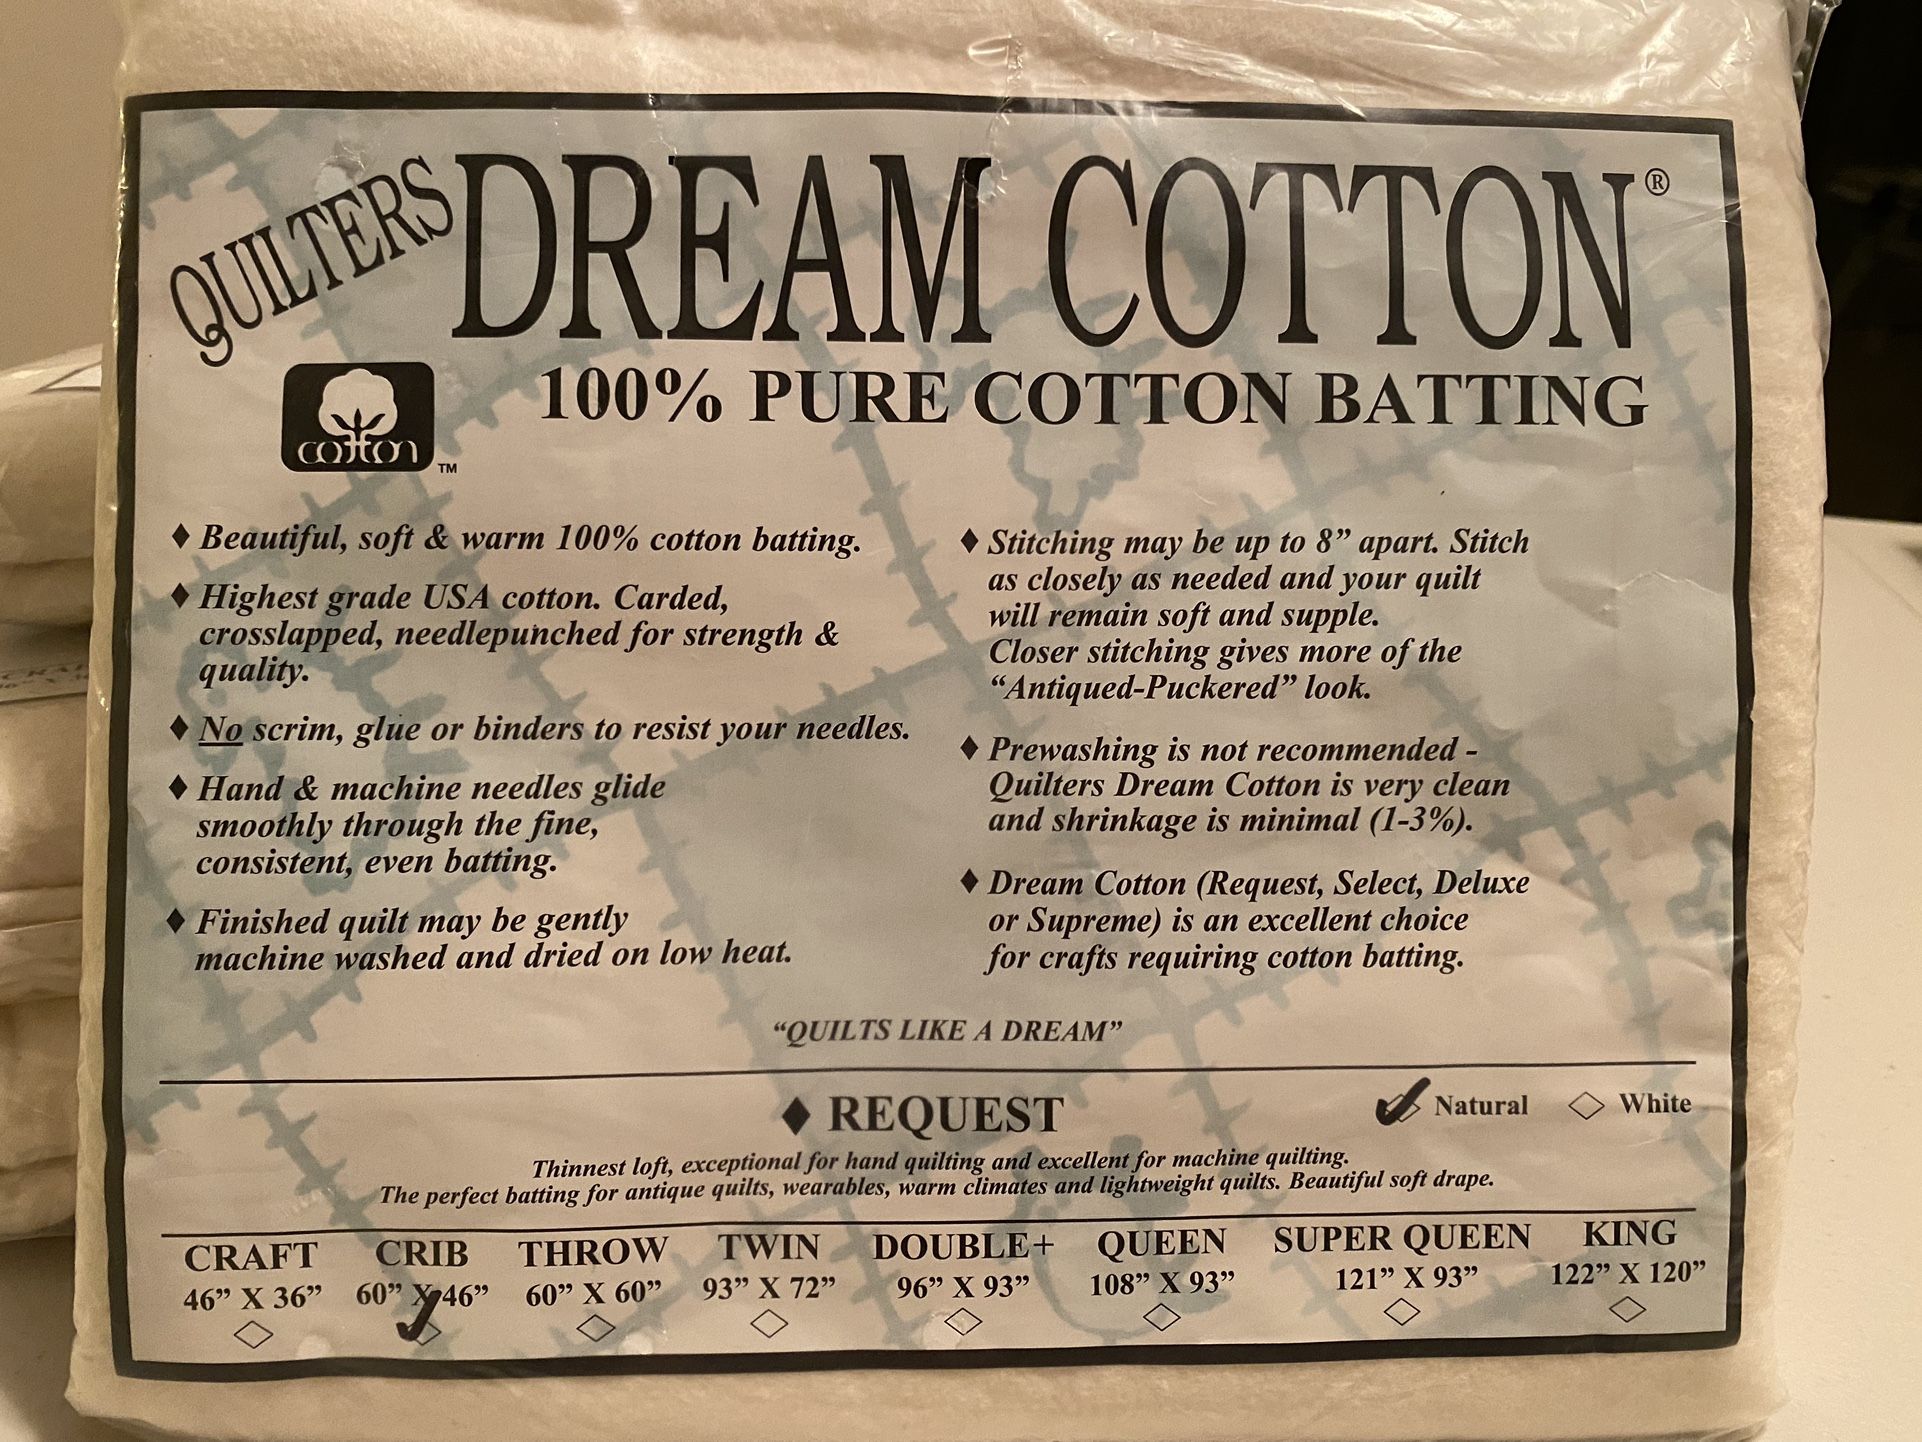 QUILTERS DREAM COTTON®
cotton ™
100% PURE COTTON BATTING
♦ Beautiful, soft & warm 100% cotton batting.
♦ Highest grade USA cotton. Carded,
crosslapped, needlepunched for strength &
quality.
♦ No scrim, glue or binders to resist your needles.
♦ Hand & machine needles glide
smoothly through the fine,
consistent, even batting.
♦ Finished quilt may be gently
machine washed and dried on low heat.
♦ Stitching may be up to 8” apart. Stitch
as closely as needed and your quilt
will remain soft and supple.
Closer stitching gives more of the
“Antiqued-Puckered” look.
♦ Prewashing is not recommended -
Quilters Dream Cotton is very clean
and shrinkage is minimal (1-3%).
♦ Dream Cotton (Request, Select, Deluxe
or Supreme) is an excellent choice
for crafts requiring cotton batting.
“QUILTS LIKE A DREAM”
♦ REQUEST
Natural ◇ White
Thinnest loft, exceptional for hand quilting and excellent for machine quilting.
The perfect batting for antique quilts, wearables, warm climates and lightweight quilts. Beautiful soft drape.
CRAFT CRIB THROW TWIN DOUBLE+ QUEEN SUPER QUEEN KING
46” X 36” 60” X 46” 60” X 60” 93” X 72” 96” X 93” 108” X 93” 121” X 93” 122” X 120”